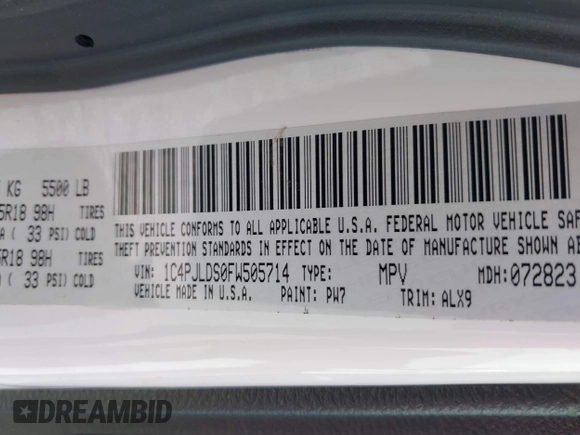 KG 5500 LB
5R18 98H TIRES
A ( 33 PSI) COLD
5R18 98H TIRES
( 33 PSI) COLD
THIS VEHICLE CONFORMS TO ALL APPLICABLE U.S.A. FEDERAL MOTOR VEHICLE SAF
THEFT PREVENTION STANDARDS IN EFFECT ON THE DATE OF MANUFACTURE SHOWN AB
VIN: 1C4PJLDS0FW505714 TYPE: MPV MDH: 072823
VEHICLE MADE IN U.S.A. PAINT: PW7 TRIM: ALX9
DREAMBID